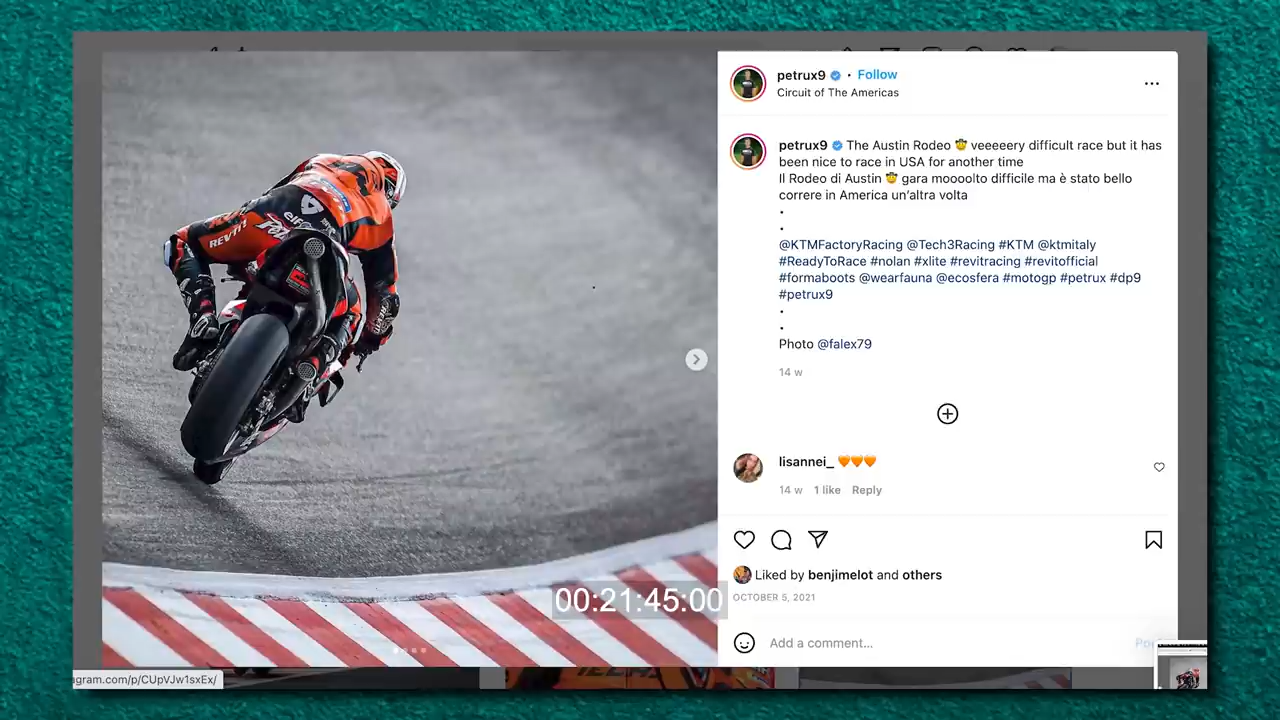 petrux9 • Follow
Circuit of The Americas
petrux9 The Austin Rodeo 🤠 veeeeery difficult race but it has
been nice to race in USA for another time
Il Rodeo di Austin 🤠 gara moooolto difficile ma è stato bello
correre in America un'altra volta
•
•
@KTMFactoryRacing @Tech3Racing #KTM @ktmitaly
#ReadyToRace #nolan #xlite #revitracing #revitofficial
#formaboots @wearfauna @ecosfera #motogp #petrux #dp9
#petrux9
•
•
Photo @falex79
14 w
lisannei_ 🧡🧡🧡
14 w 1 like Reply
Liked by benjimelot and others
OCTOBER 5, 2021
Add a comment...
elf
REV'IT!
00:21:45:00
gram.com/p/CUpVJw1sxEx/